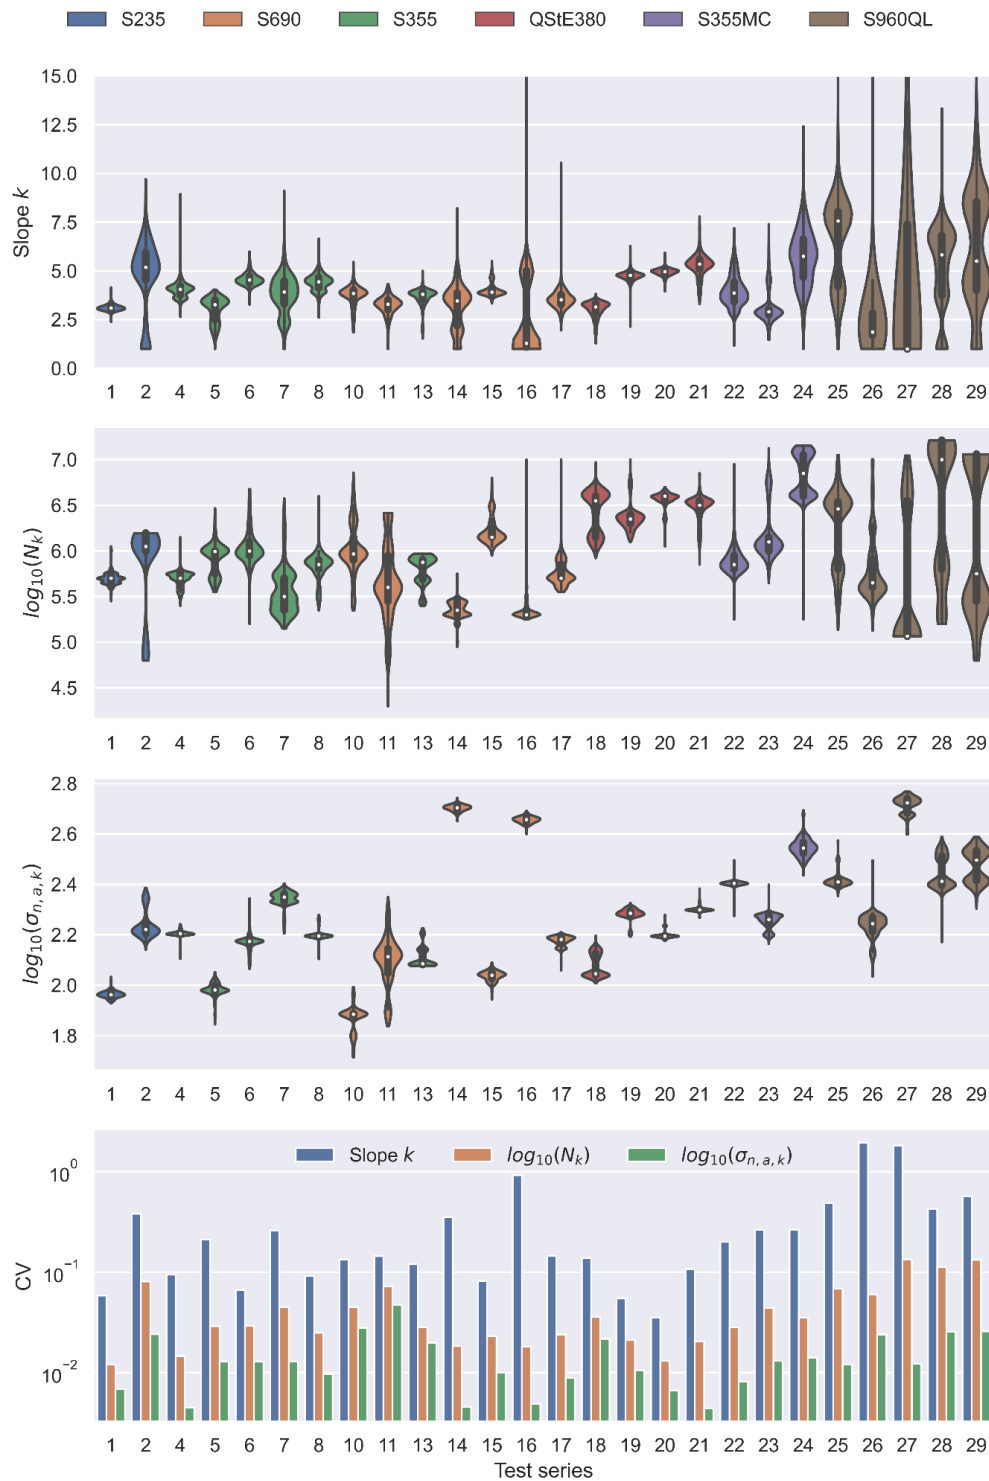 S235 S690 S355 QStE380 S355MC S960QL
15.0
12.5
10.0
7.5
5.0
2.5
0.0
Slope k
1 2 4 5 6 7 8 10 11 13 14 15 16 17 18 19 20 21 22 23 24 25 26 27 28 29
7.0
6.5
6.0
5.5
5.0
4.5
log₁₀(Nₖ)
1 2 4 5 6 7 8 10 11 13 14 15 16 17 18 19 20 21 22 23 24 25 26 27 28 29
2.8
2.6
2.4
2.2
2.0
1.8
log₁₀(σₙ,ₐ,ₖ)
1 2 4 5 6 7 8 10 11 13 14 15 16 17 18 19 20 21 22 23 24 25 26 27 28 29
Slope k log₁₀(Nₖ) log₁₀(σₙ,ₐ,ₖ)
10⁰
10⁻¹
10⁻²
CV
1 2 4 5 6 7 8 10 11 13 14 15 16 17 18 19 20 21 22 23 24 25 26 27 28 29
Test series